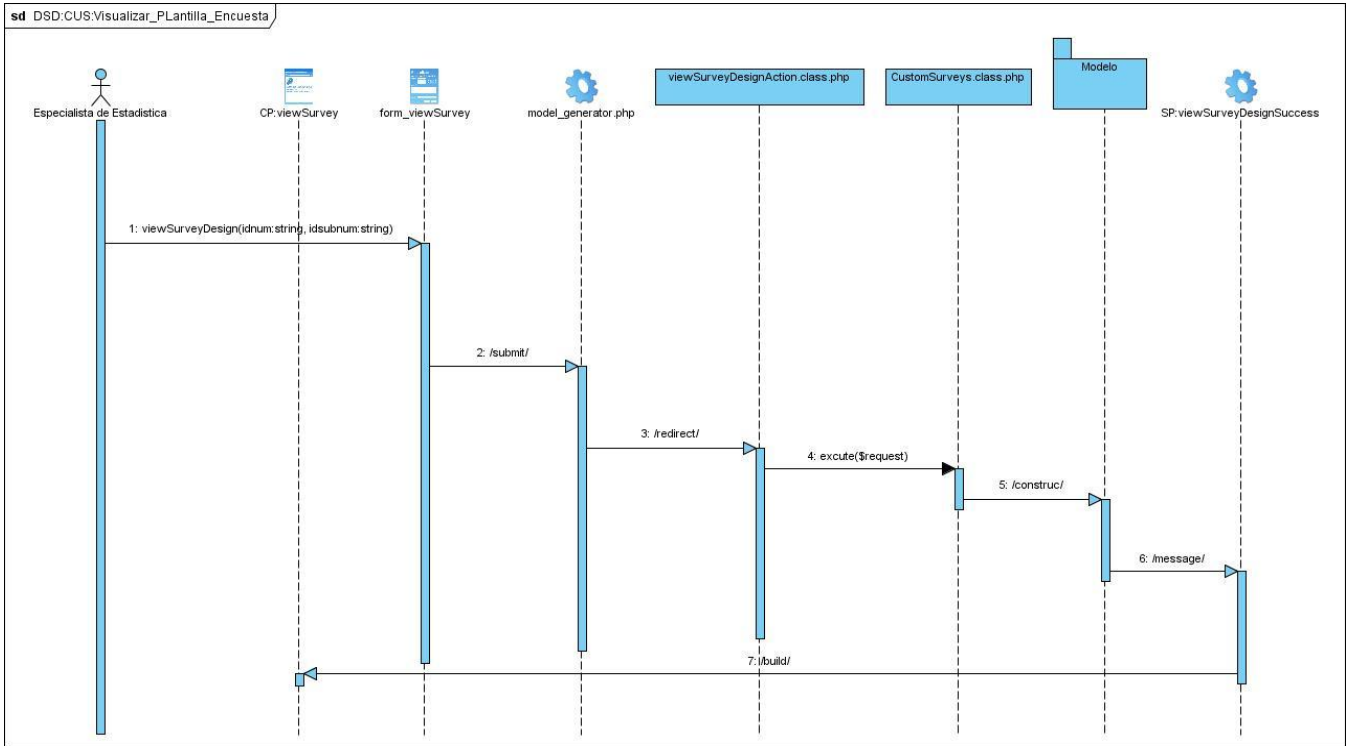 sd DSD:CUS:Visualizar_PLantilla_Encuesta
Especialista de Estadistica
CP:viewSurvey
form_viewSurvey
model_generator.php
viewSurveyDesignAction.class.php
CustomSurveys.class.php
Modelo
SP:viewSurveyDesignSuccess
1: viewSurveyDesign(idnum:string, idsubnum:string)
2: /submit/
3: /redirect/
4: excute($request)
5: /construc/
6: /message/
7: /build/